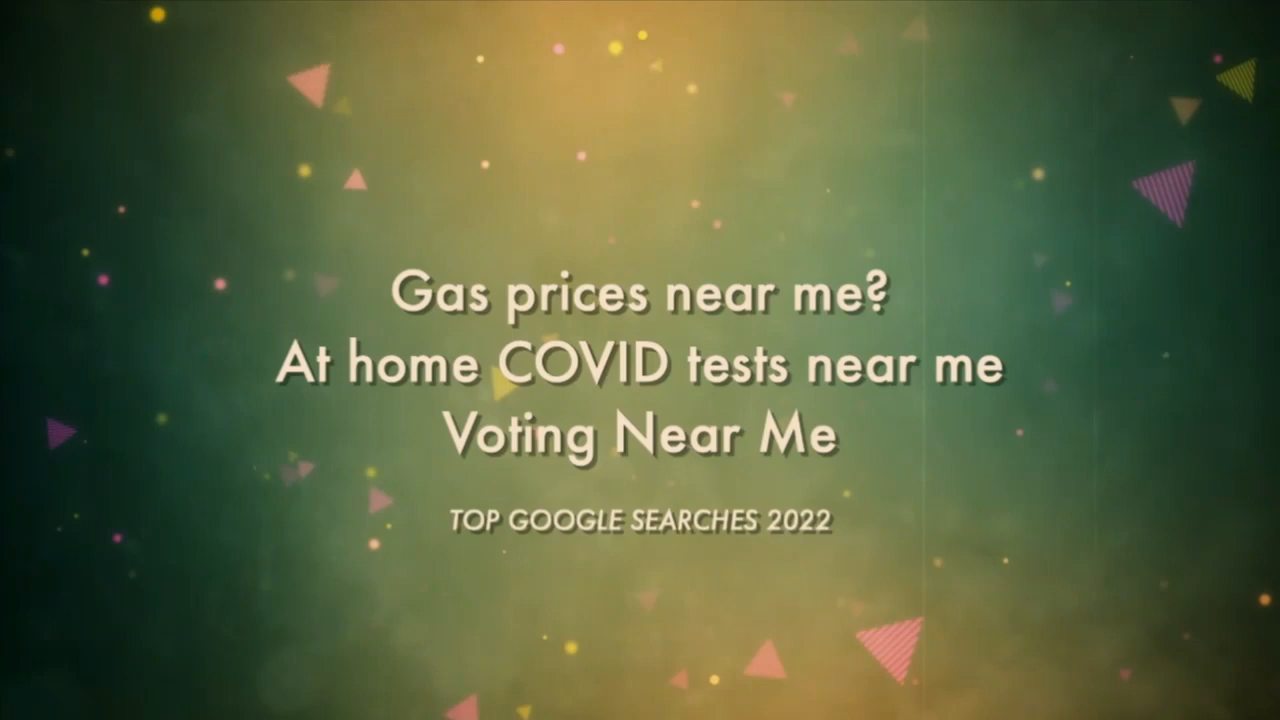 Gas prices near me?
At home COVID tests near me
Voting Near Me
TOP GOOGLE SEARCHES 2022